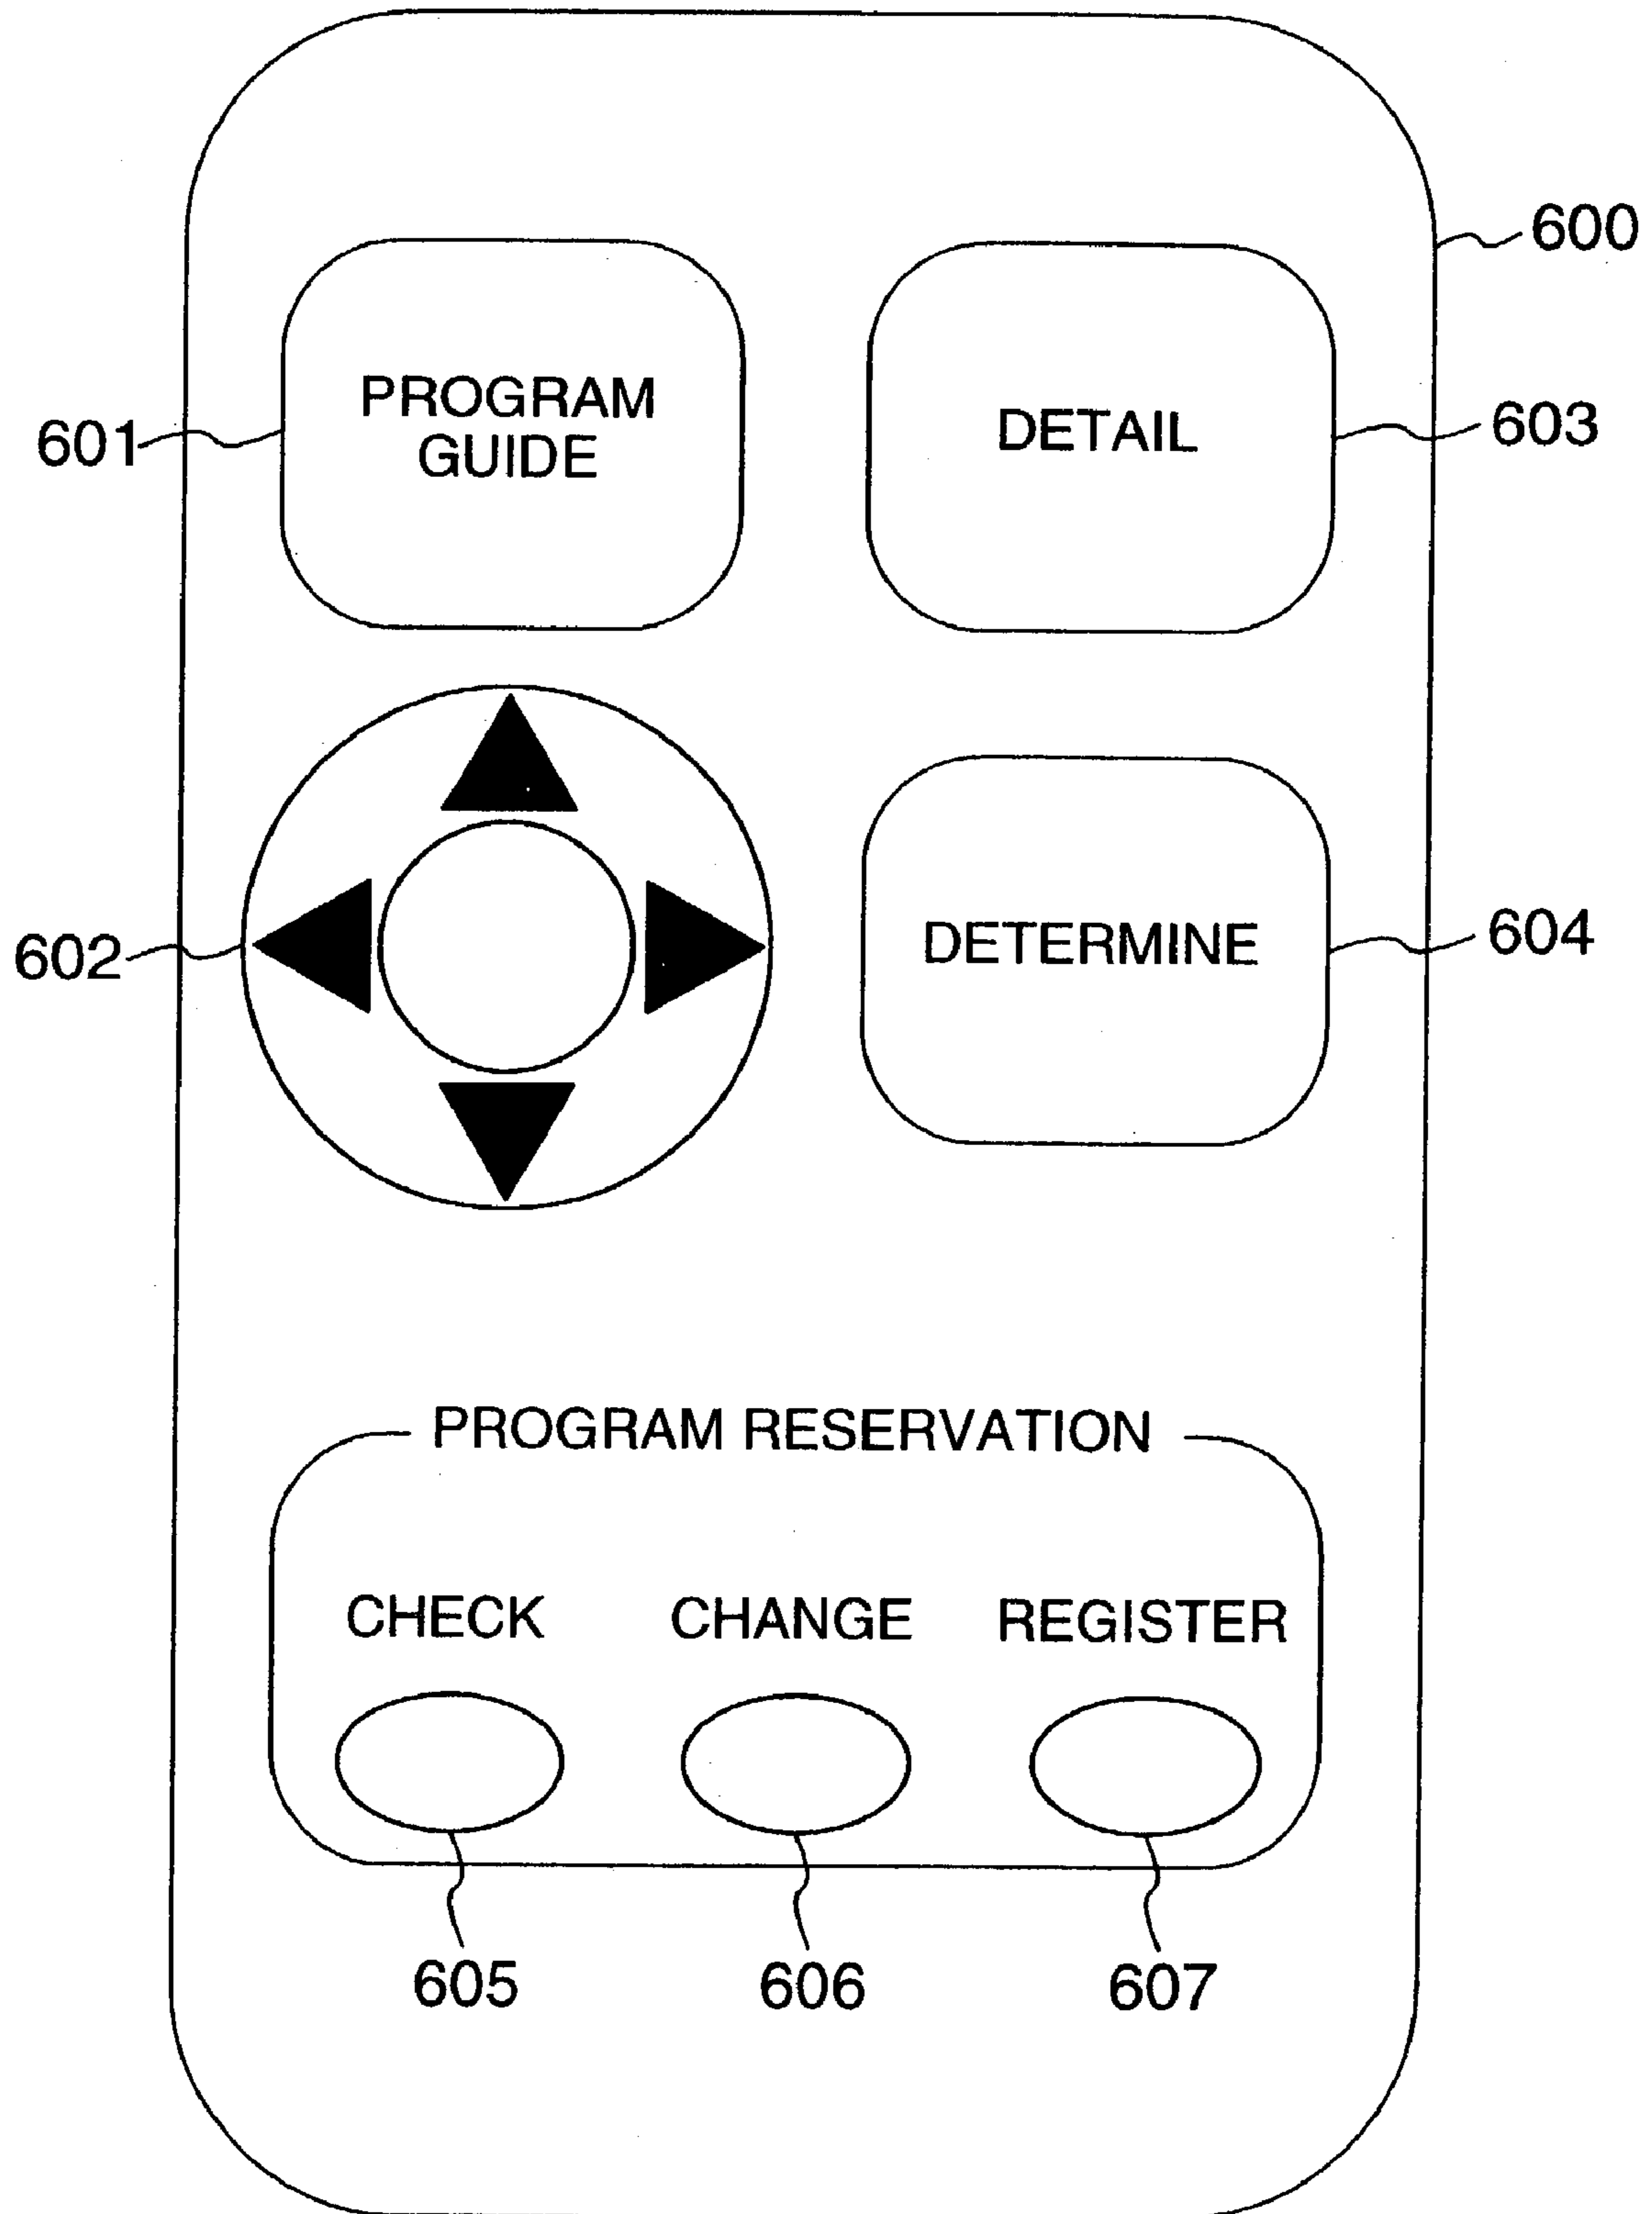 600
PROGRAM
GUIDE
601
DETAIL
603
602
DETERMINE
604
PROGRAM RESERVATION
CHECK
CHANGE
REGISTER
605
606
607